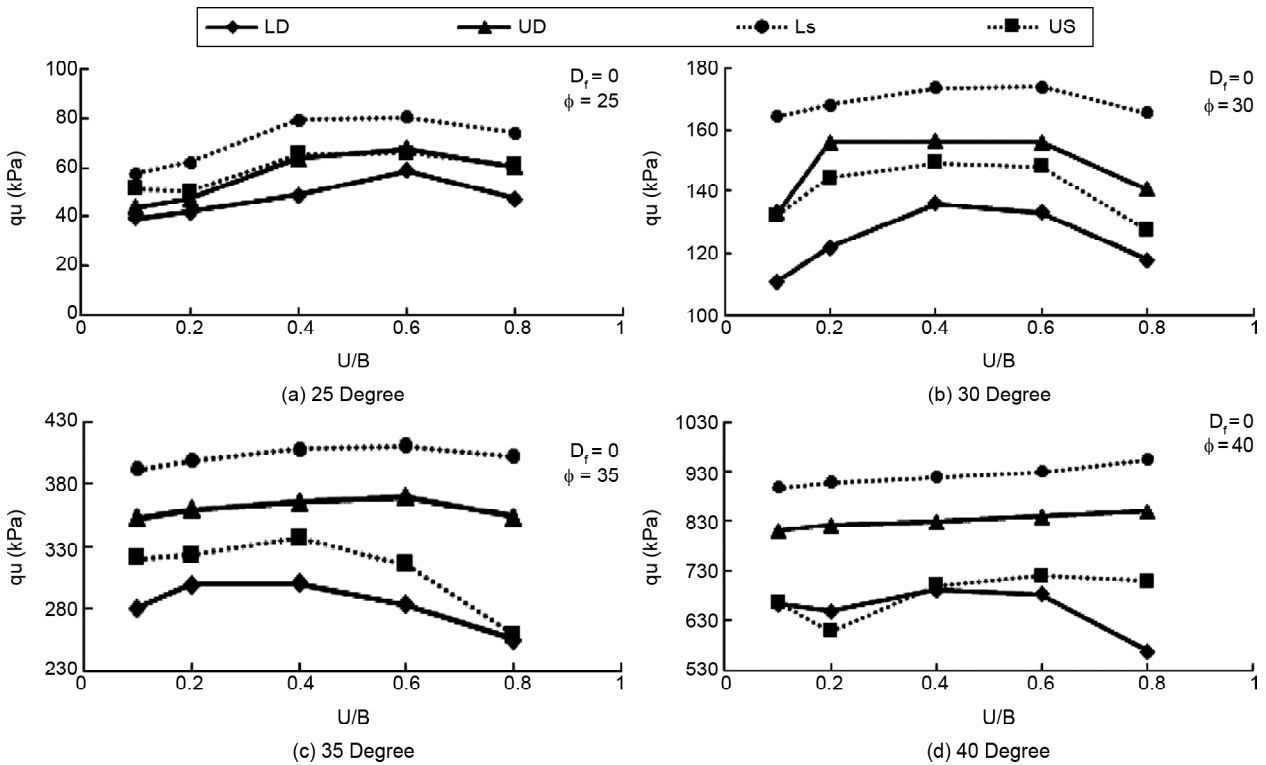 LD UD Ls US
100
80
60
40
20
0
0 0.2 0.4 0.6 0.8 1
qu (kPa)
U/B
D_f = 0
ϕ = 25
(a) 25 Degree
180
160
140
120
100
0 0.2 0.4 0.6 0.8 1
qu (kPa)
U/B
D_f = 0
ϕ = 30
(b) 30 Degree
430
380
330
280
230
0 0.2 0.4 0.6 0.8 1
qu (kPa)
U/B
D_f = 0
ϕ = 35
(c) 35 Degree
1030
930
830
730
630
530
0 0.2 0.4 0.6 0.8 1
qu (kPa)
U/B
D_f = 0
ϕ = 40
(d) 40 Degree